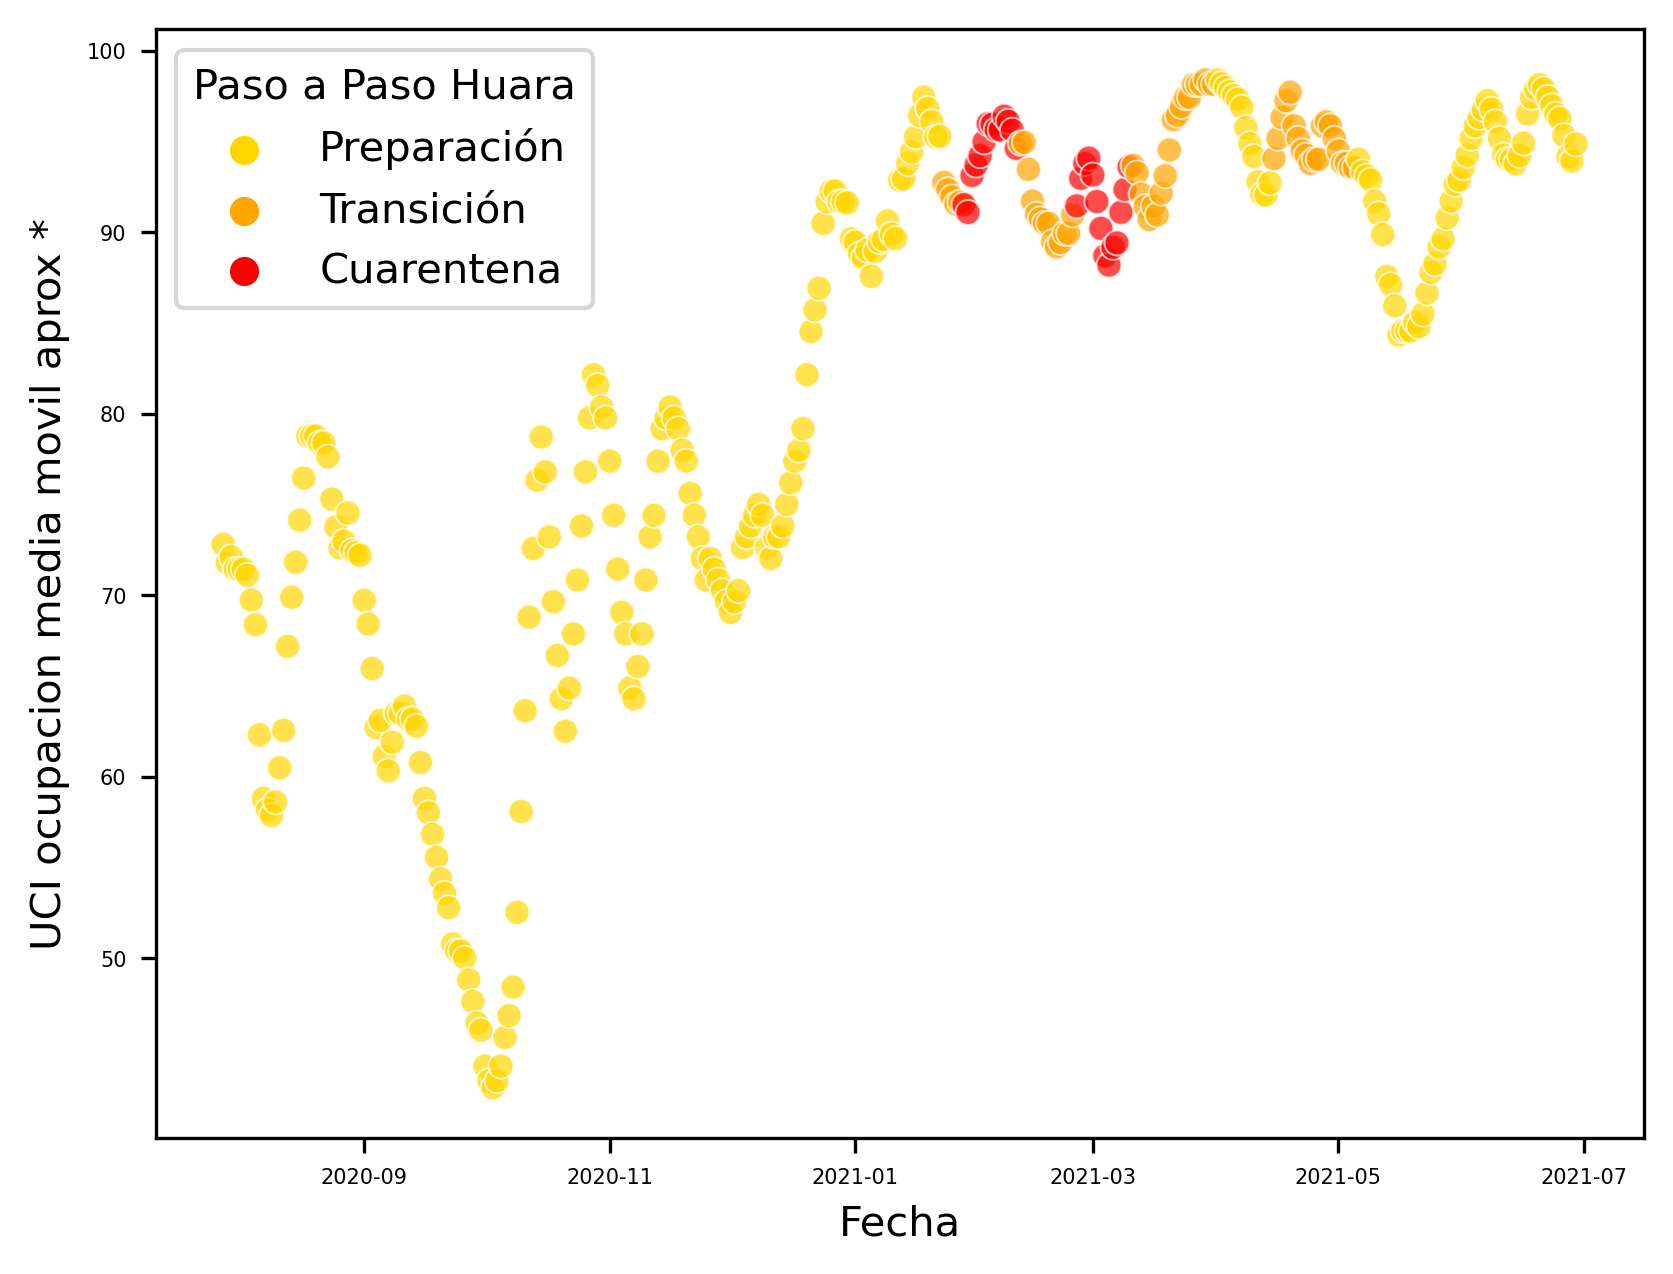 Paso a Paso Huara
Preparación
Transición
Cuarentena
UCI ocupacion media movil aprox *
100
90
80
70
60
50
2020-09
2020-11
2021-01
2021-03
2021-05
2021-07
Fecha